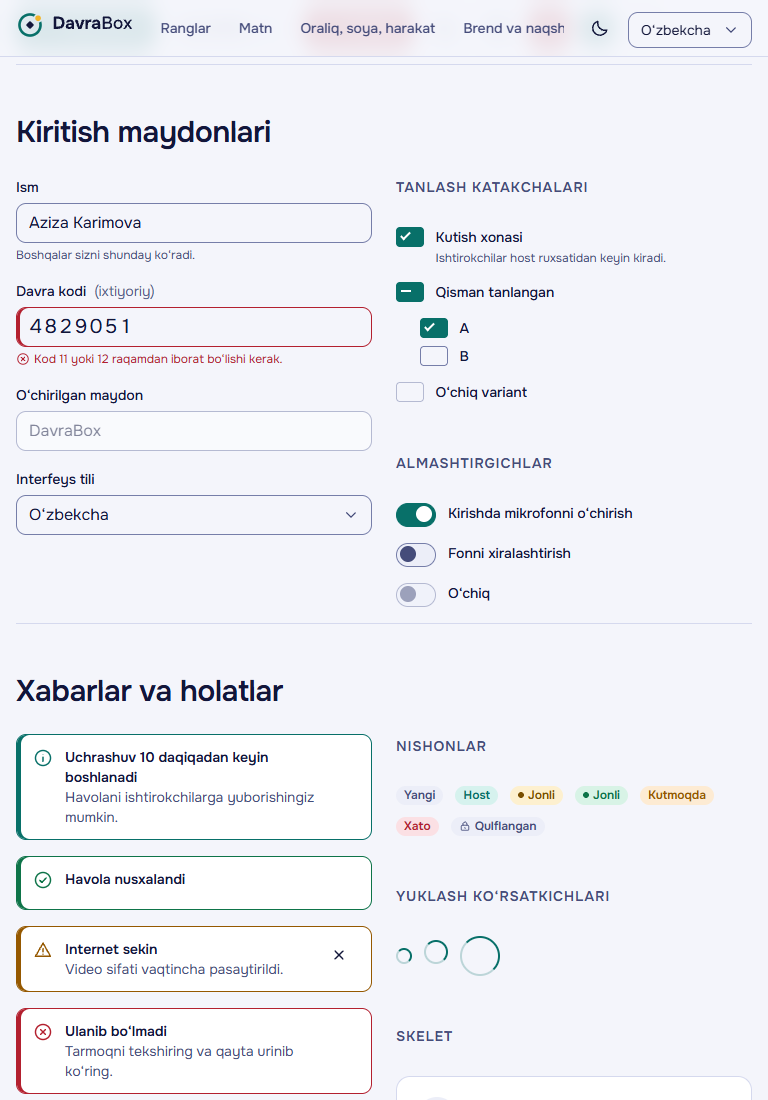 DavraBox
Ranglar
Matn
Oraliq, soya, harakat
Brend va naqsh
Oʻzbekcha
Kiritish maydonlari
Ism
Aziza Karimova
Boshqalar sizni shunday koʻradi.
Davra kodi (ixtiyoriy)
4829051
Kod 11 yoki 12 raqamdan iborat boʻlishi kerak.
Oʻchirilgan maydon
DavraBox
Interfeys tili
Oʻzbekcha
TANLASH KATAKCHALARI
Kutish xonasi
Ishtirokchilar host ruxsatidan keyin kiradi.
Qisman tanlangan
A
B
Oʻchiq variant
ALMASHTIRGICHLAR
Kirishda mikrofonni oʻchirish
Fonni xiralashtirish
Oʻchiq
Xabarlar va holatlar
Uchrashuv 10 daqiqadan keyin
boshlanadi
Havolani ishtirokchilarga yuborishingiz
mumkin.
Havola nusxalandi
Internet sekin
Video sifati vaqtincha pasaytirildi.
Ulanib boʻlmadi
Tarmoqni tekshiring va qayta urinib
koʻring.
NISHONLAR
Yangi
Host
Jonli
Jonli
Kutmoqda
Xato
Qulflangan
YUKLASH KOʻRSATKICHLARI
SKELET